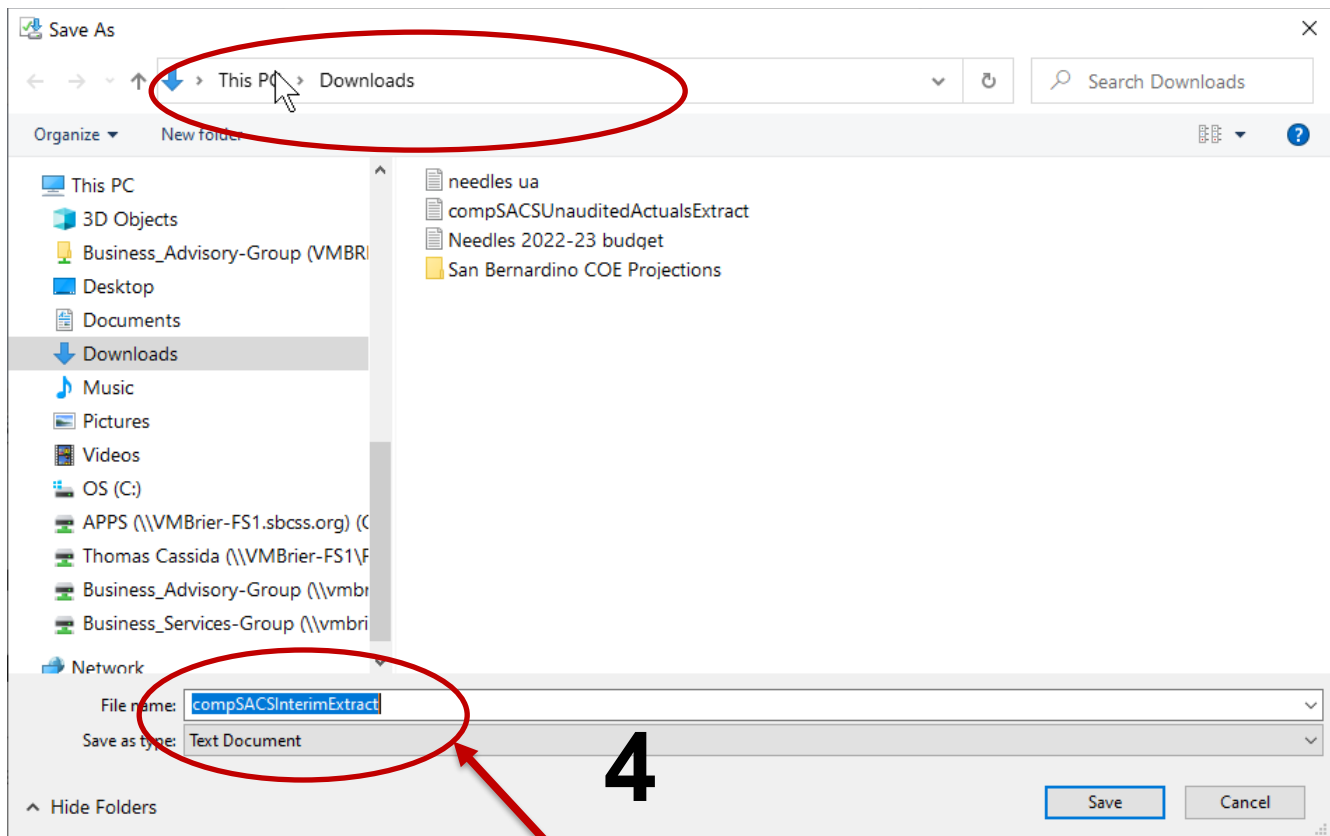 Save As
This PC > Downloads
Search Downloads
Organize
New folder
?
This PC
3D Objects
Business_Advisory-Group (VMBRI
Desktop
Documents
Downloads
Music
Pictures
Videos
OS (C:)
APPS (\\VMBrier-FS1.sbcss.org) (C
Thomas Cassida (\\VMBrier-FS1\F
Business_Advisory-Group (\\vmbr
Business_Services-Group (\\vmbri
Network
needles ua
compSACSUnauditedActualsExtract
Needles 2022-23 budget
San Bernardino COE Projections
File name: compSACSInterimExtract
Save as type: Text Document
4
Hide Folders
Save
Cancel